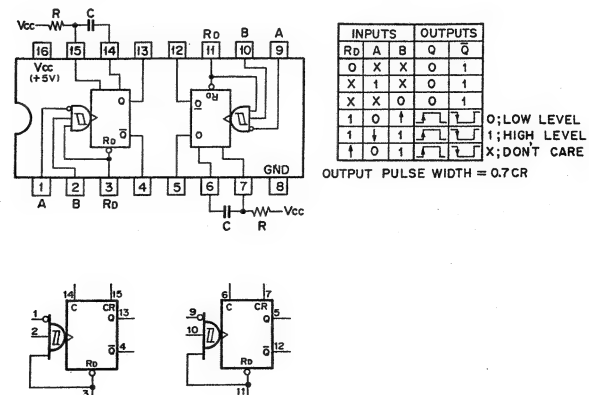 Vcc R C RD B A
16 15 14 13 12 11 10 9
Vcc
(+5V)
Q Q̅ RD
Q̅ Q
RD
GND
1 2 3 4 5 6 7 8
A B RD
C R Vcc
INPUTS OUTPUTS
RD A B Q Q̅
0 X X 0 1
X 1 X 0 1
X X 0 0 1
1 0 ↑
1 ↓ 1
↑ 0 1
0;LOW LEVEL
1;HIGH LEVEL
X;DON'T CARE
OUTPUT PULSE WIDTH = 0.7CR
14 15
C CR
1 Q 13
2
Q̅ 4
RD
3
6 7
C CR
9 Q 5
10
Q̅ 12
RD
11